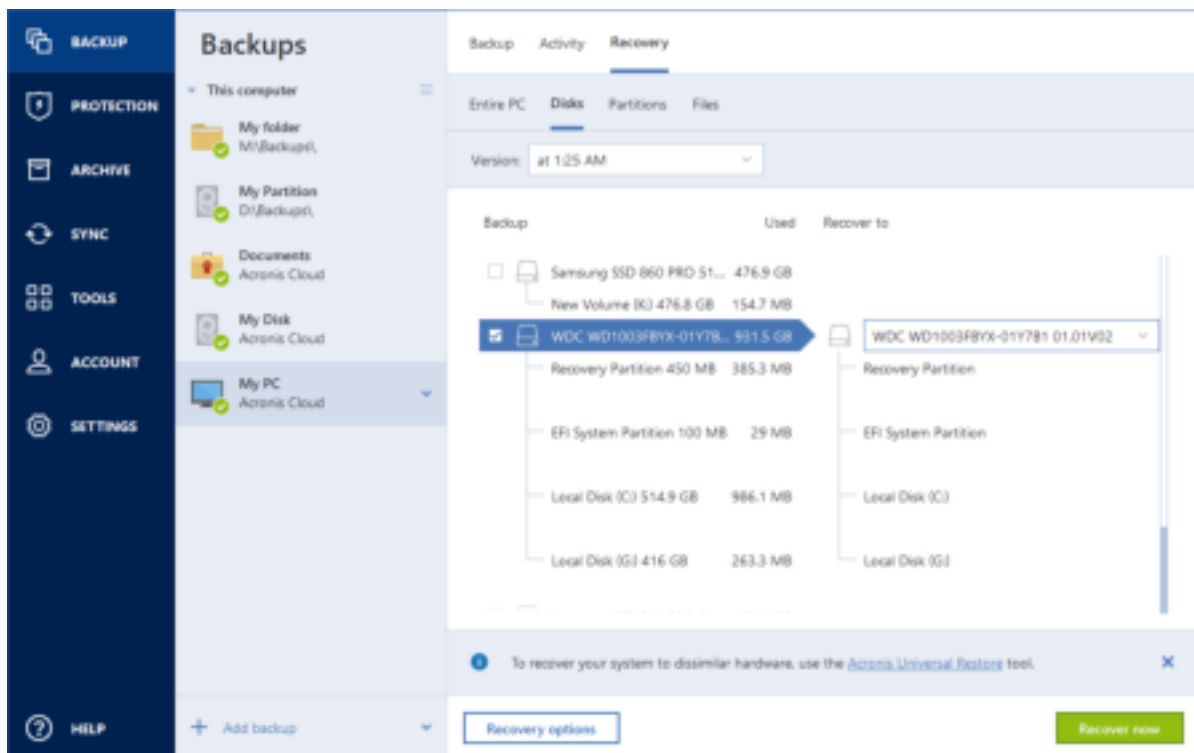 BACKUP
PROTECTION
ARCHIVE
SYNC
TOOLS
ACCOUNT
SETTINGS
HELP
Backups
This computer
My folder
M:\Backups\,
My Partition
D:\Backups\,
Documents
Acronis Cloud
My Disk
Acronis Cloud
My PC
Acronis Cloud
Add backup
Backup Activity Recovery
Entire PC Disks Partitions Files
Version: at 1:25 AM
Backup Used Recover to
Samsung SSD 860 PRO 51... 476.9 GB
New Volume (K:) 476.8 GB 154.7 MB
WDC WD1003FBYX-01Y7B... 931.5 GB WDC WD1003FBYX-01Y7B1 01.01V02
Recovery Partition 450 MB 385.3 MB Recovery Partition
EFI System Partition 100 MB 29 MB EFI System Partition
Local Disk (C:) 514.9 GB 986.1 MB Local Disk (C:)
Local Disk (G:) 416 GB 263.3 MB Local Disk (G:)
To recover your system to dissimilar hardware, use the Acronis Universal Restore tool.
Recovery options
Recover now